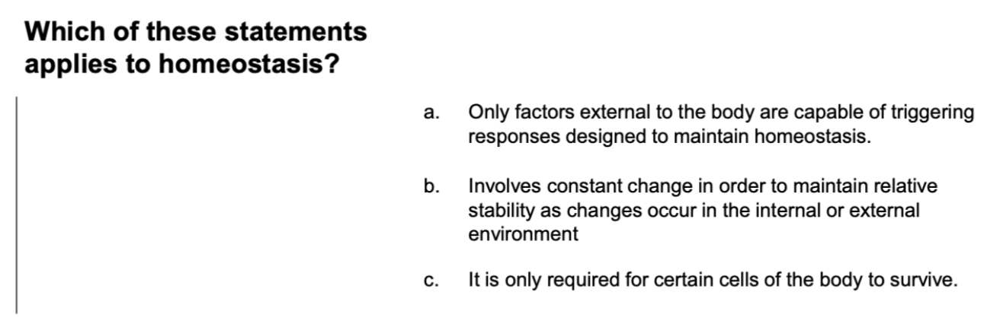 Which of these statements
applies to homeostasis?
a. Only factors external to the body are capable of triggering
responses designed to maintain homeostasis.
b. Involves constant change in order to maintain relative
stability as changes occur in the internal or external
environment
c. It is only required for certain cells of the body to survive.